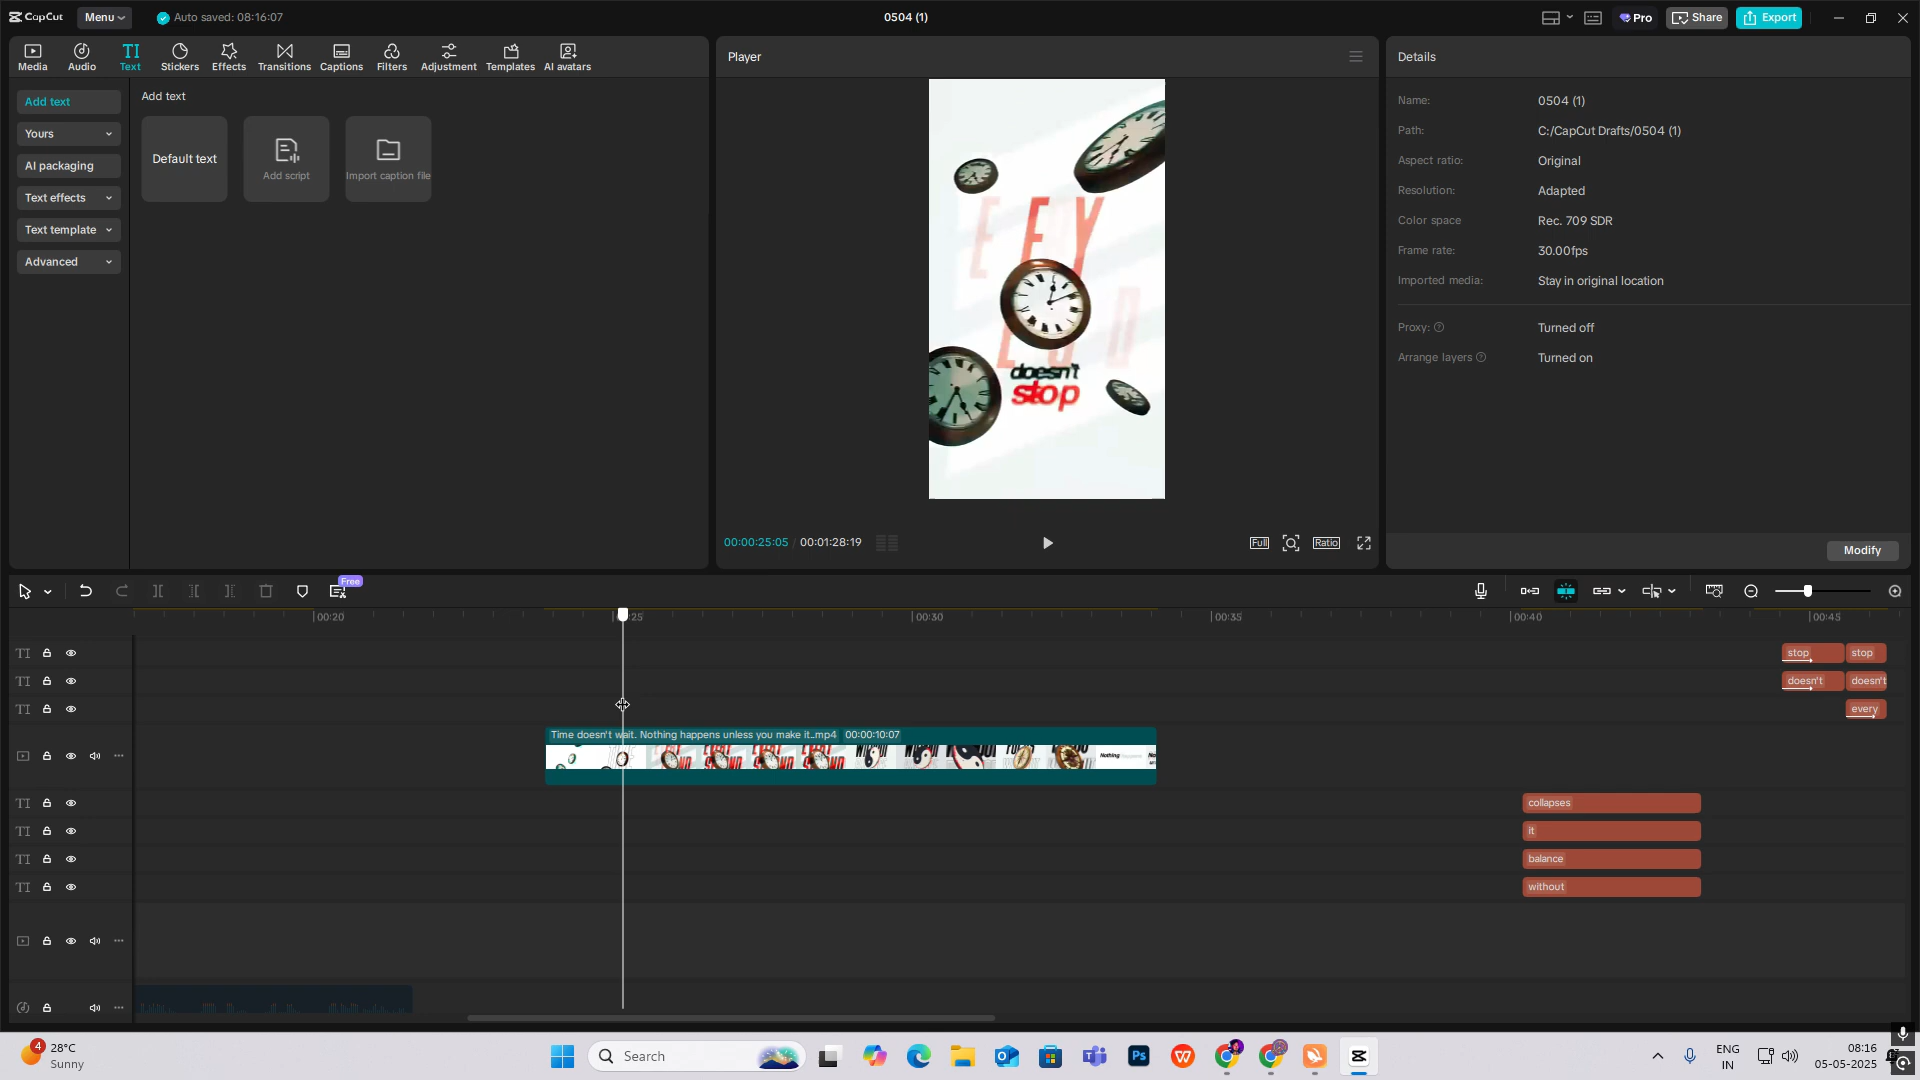 CapCut
Menu
Auto saved: 08:16:07
0504 (1)
Pro
Share
Export
Media
Audio
Text
Stickers
Effects
Transitions
Captions
Filters
Adjustment
Templates
AI avatars
Add text
Yours
AI packaging
Text effects
Text template
Advanced
Add text
Default text
Add script
Import caption file
Player
doesn't
stop
00:00:25:05 / 00:01:28:19
Full
Ratio
Details
Name: 0504 (1)
Path: C:/CapCut Drafts/0504 (1)
Aspect ratio: Original
Resolution: Adapted
Color space Rec. 709 SDR
Frame rate: 30.00fps
Imported media: Stay in original location
Proxy: Turned off
Arrange layers Turned on
Modify
Free
00:20
00:30
00:35
00:40
00:45
stop
stop
doesn't
doesn't
every
Time doesn't wait. Nothing happens unless you make it..mp4 00:00:10:07
collapses
it
balance
without
4
28°C
Sunny
Search
Ps
ENG
IN
08:16
05-05-2025